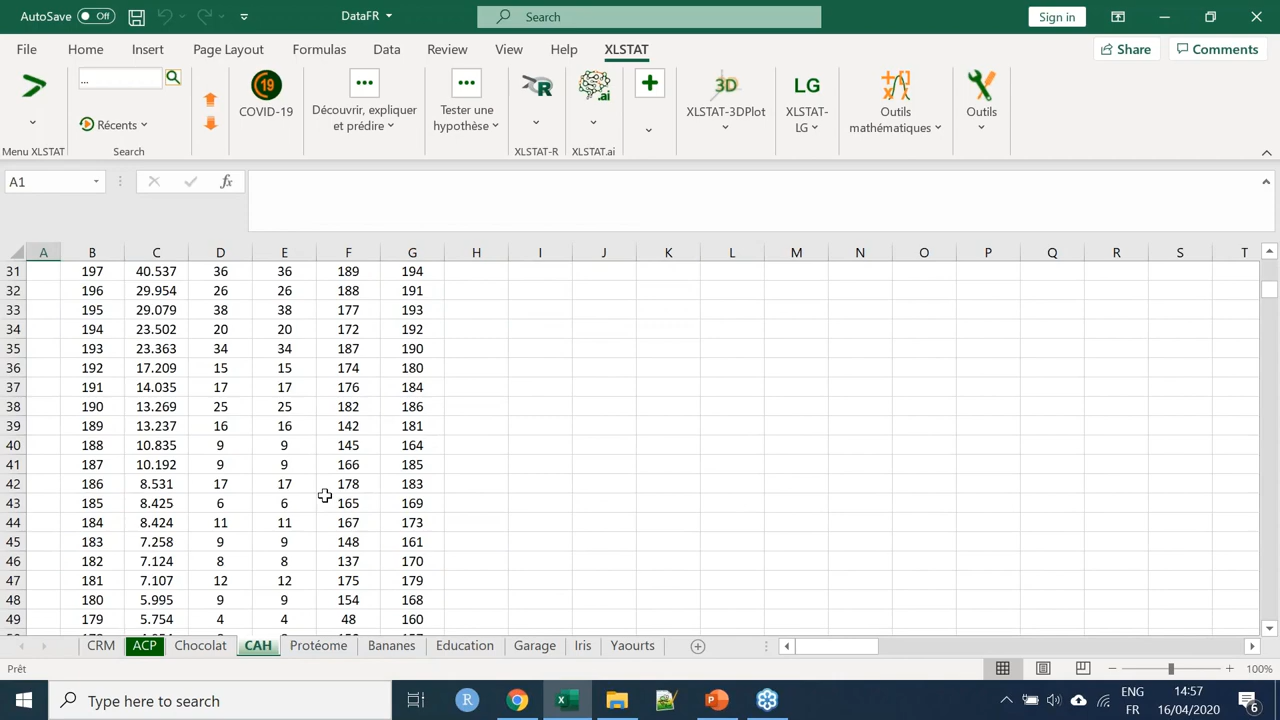 AutoSave Off DataFR Search Sign in
File Home Insert Page Layout Formulas Data Review View Help XLSTAT Share Comments
...
Récents
Search
Menu XLSTAT
19
COVID-19
Découvrir, expliquer
et prédire
Tester une
hypothèse
R
XLSTAT-R
.ai
XLSTAT.ai
3D
XLSTAT-3DPlot
LG
XLSTAT-
LG
Outils
mathématiques
Outils
A1 fx
A B C D E F G H I J K L M N O P Q R S T
31 197 40.537 36 36 189 194
32 196 29.954 26 26 188 191
33 195 29.079 38 38 177 193
34 194 23.502 20 20 172 192
35 193 23.363 34 34 187 190
36 192 17.209 15 15 174 180
37 191 14.035 17 17 176 184
38 190 13.269 25 25 182 186
39 189 13.237 16 16 142 181
40 188 10.835 9 9 145 164
41 187 10.192 9 9 166 185
42 186 8.531 17 17 178 183
43 185 8.425 6 6 165 169
44 184 8.424 11 11 167 173
45 183 7.258 9 9 148 161
46 182 7.124 8 8 137 170
47 181 7.107 12 12 175 179
48 180 5.995 9 9 154 168
49 179 5.754 4 4 48 160
CRM ACP Chocolat CAH Protéome Bananes Education Garage Iris Yaourts
Prêt 100%
Type here to search R ENG 14:57
FR 16/04/2020 6